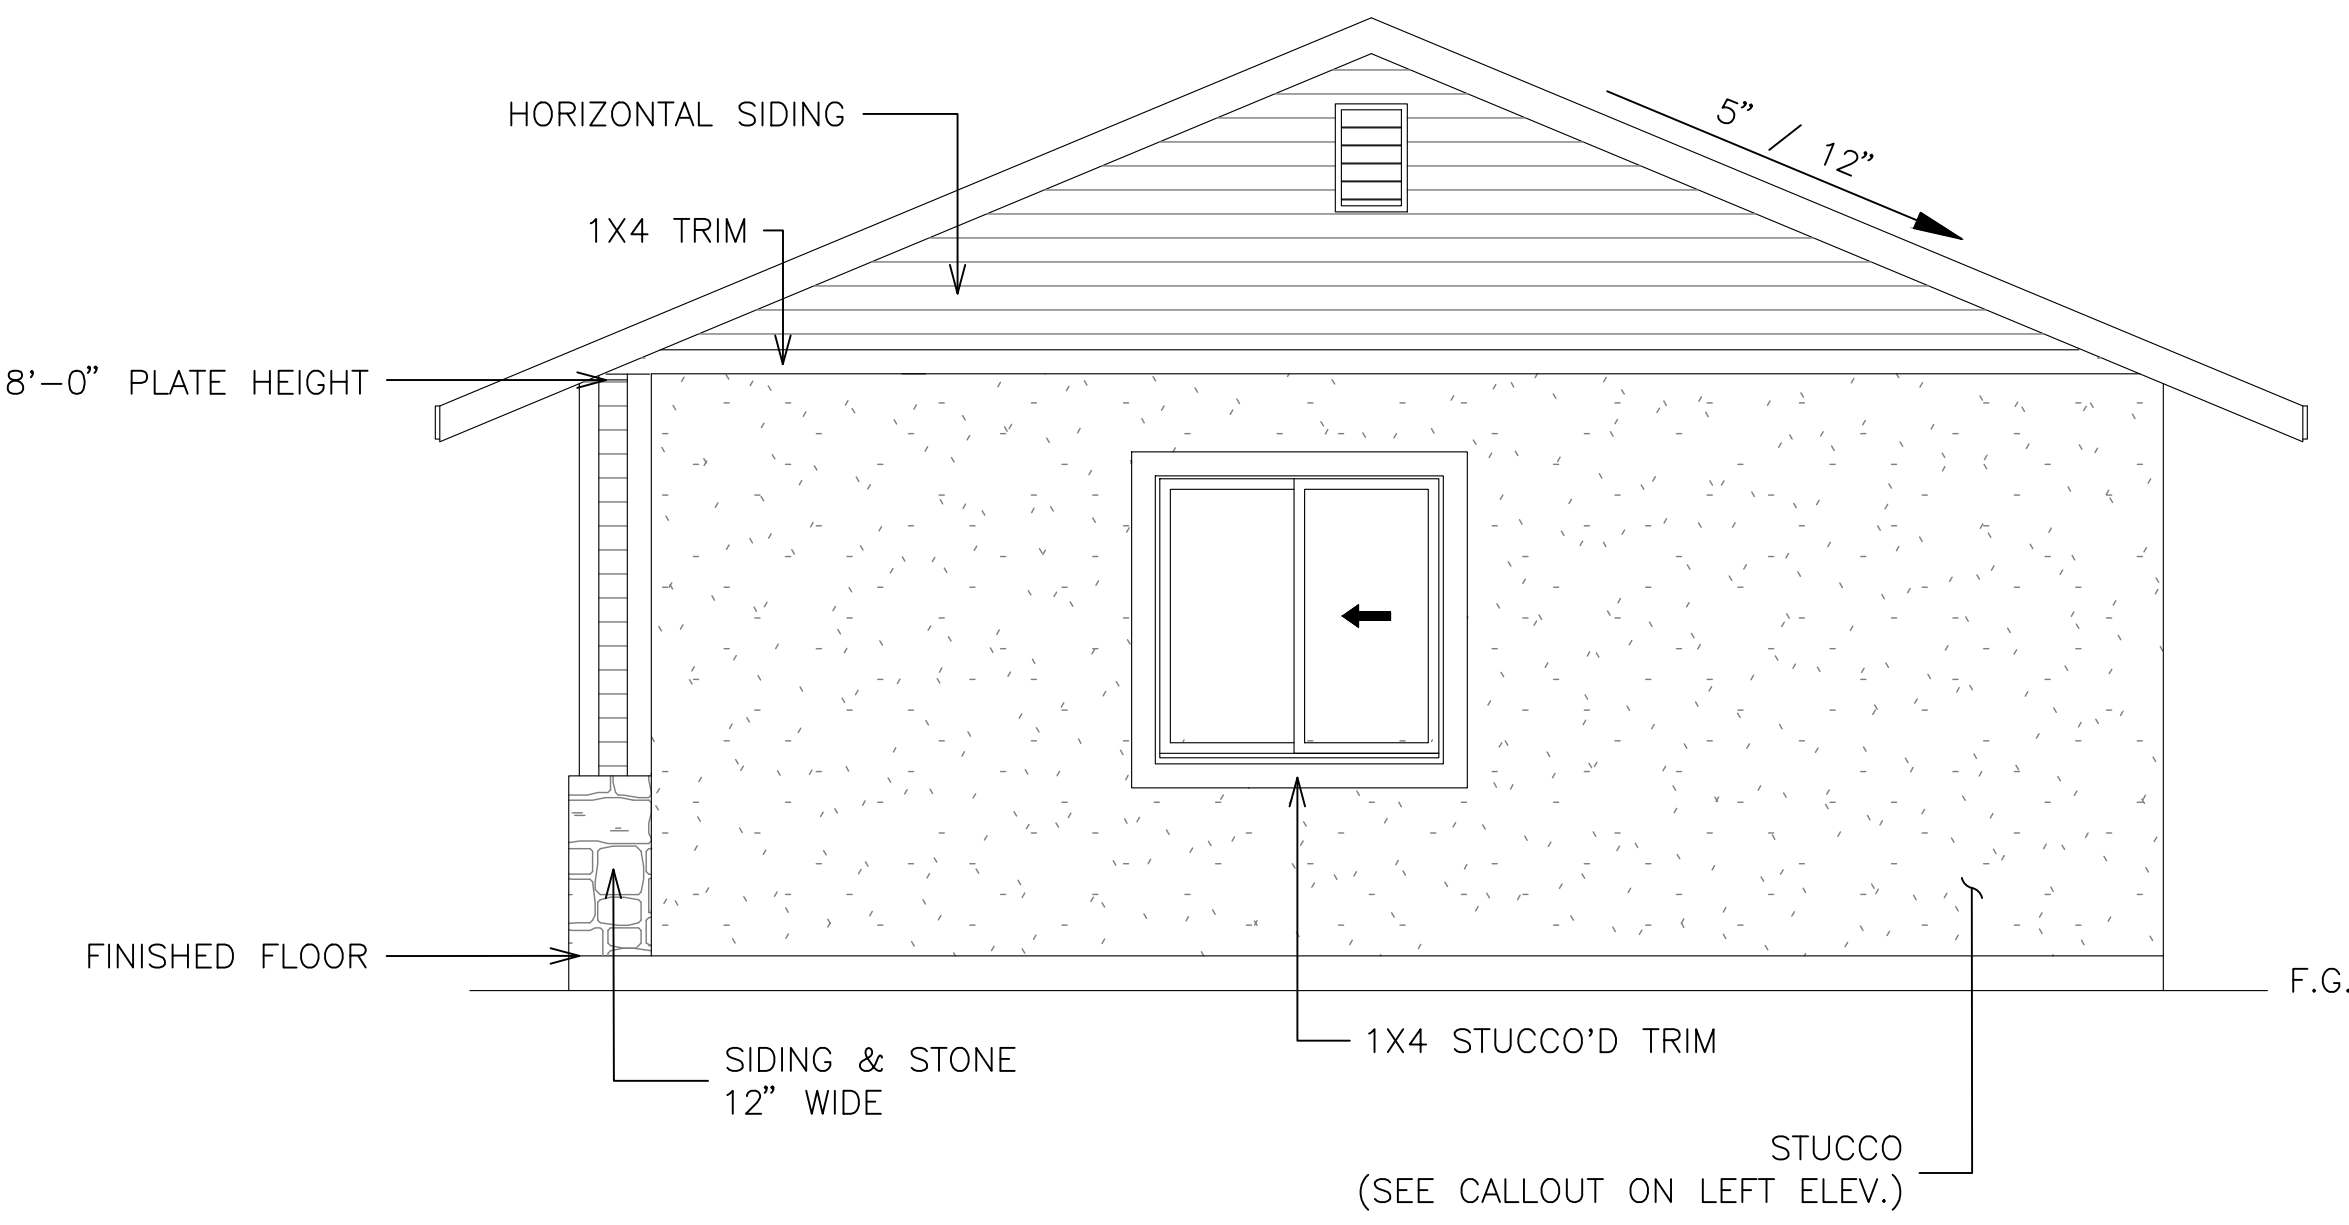 5” / 12”
HORIZONTAL SIDING
1X4 TRIM
8’-0” PLATE HEIGHT
FINISHED FLOOR
F.G.
1X4 STUCCO’D TRIM
SIDING & STONE
12” WIDE
STUCCO
(SEE CALLOUT ON LEFT ELEV.)